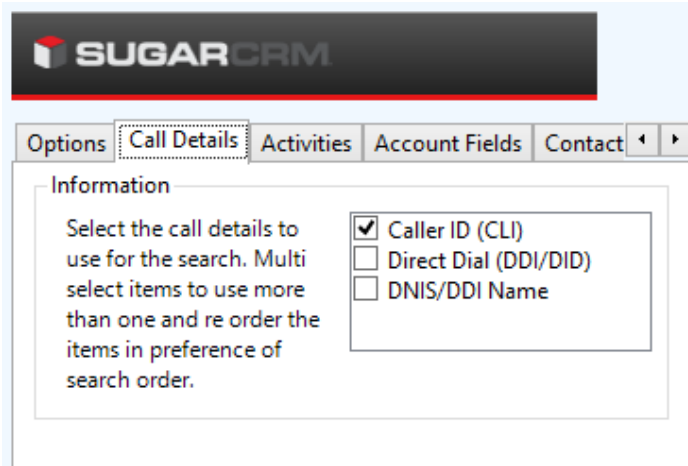 SUGARCRM
Options Call Details Activities Account Fields Contact
Information
Select the call details to
use for the search. Multi
select items to use more
than one and re order the
items in preference of
search order.
Caller ID (CLI)
Direct Dial (DDI/DID)
DNIS/DDI Name